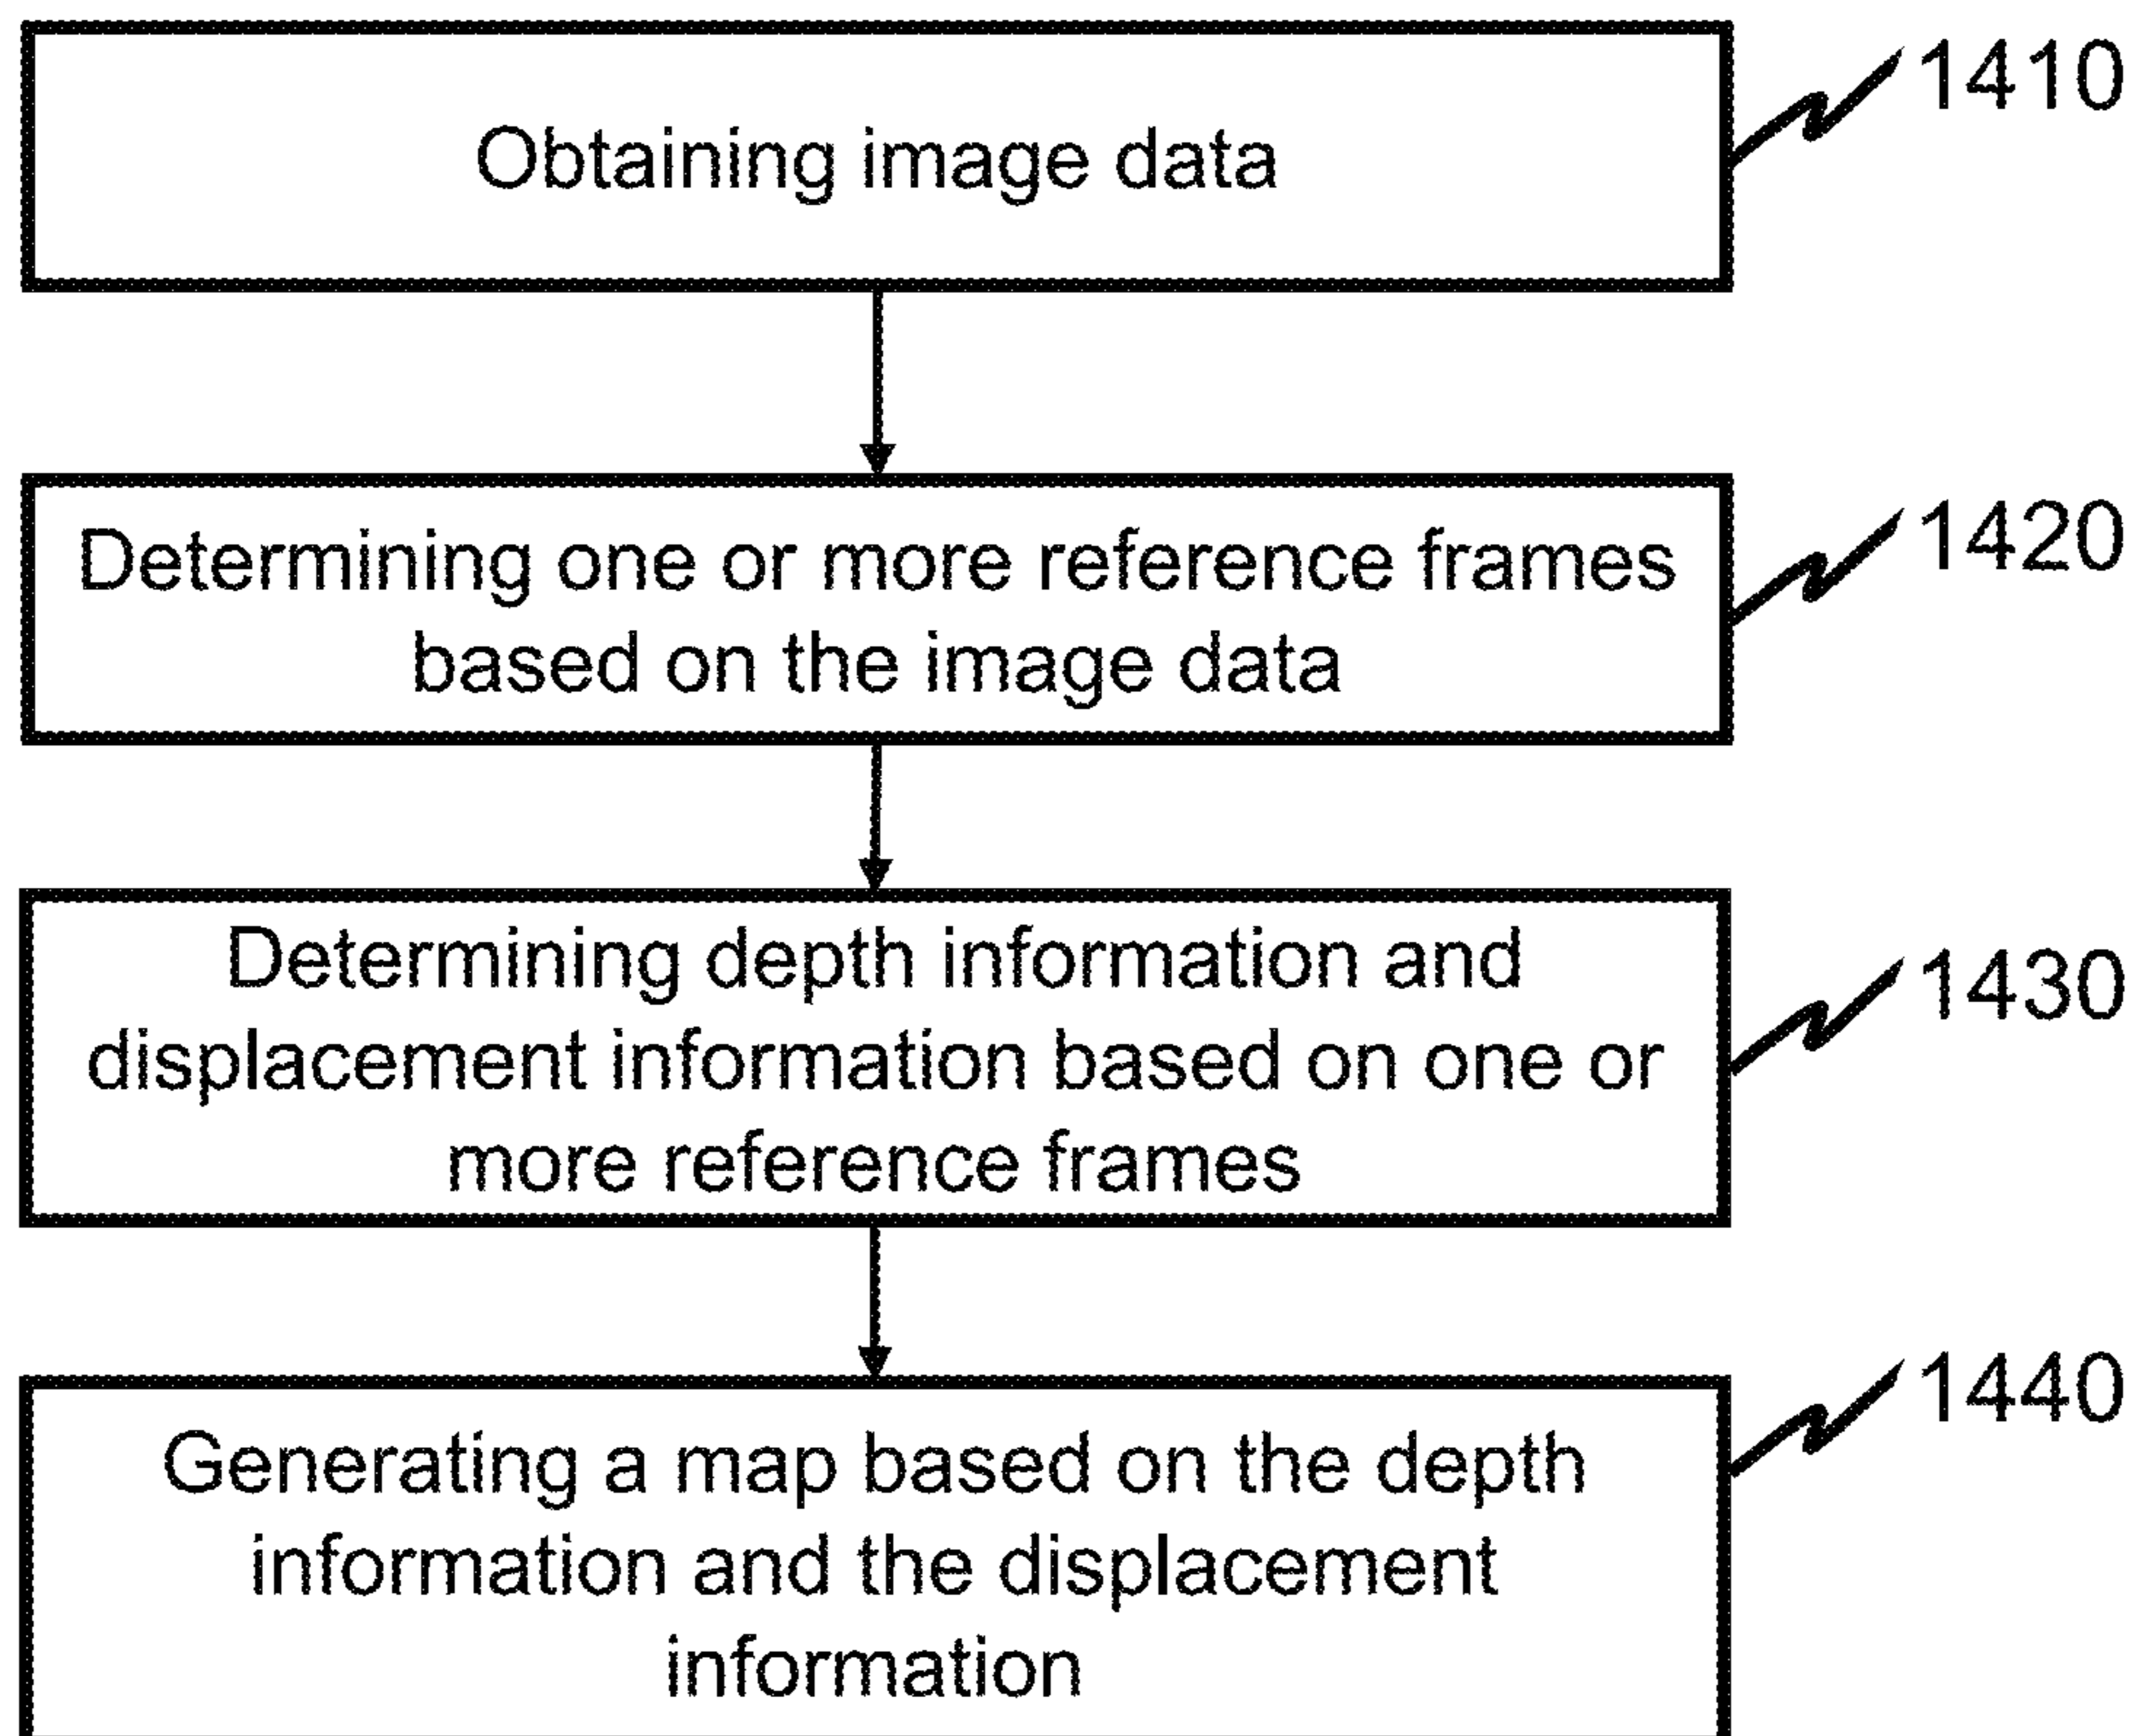 Obtaining image data
1410
Determining one or more reference frames
based on the image data
1420
Determining depth information and
displacement information based on one or
more reference frames
1430
Generating a map based on the depth
information and the displacement
information
1440